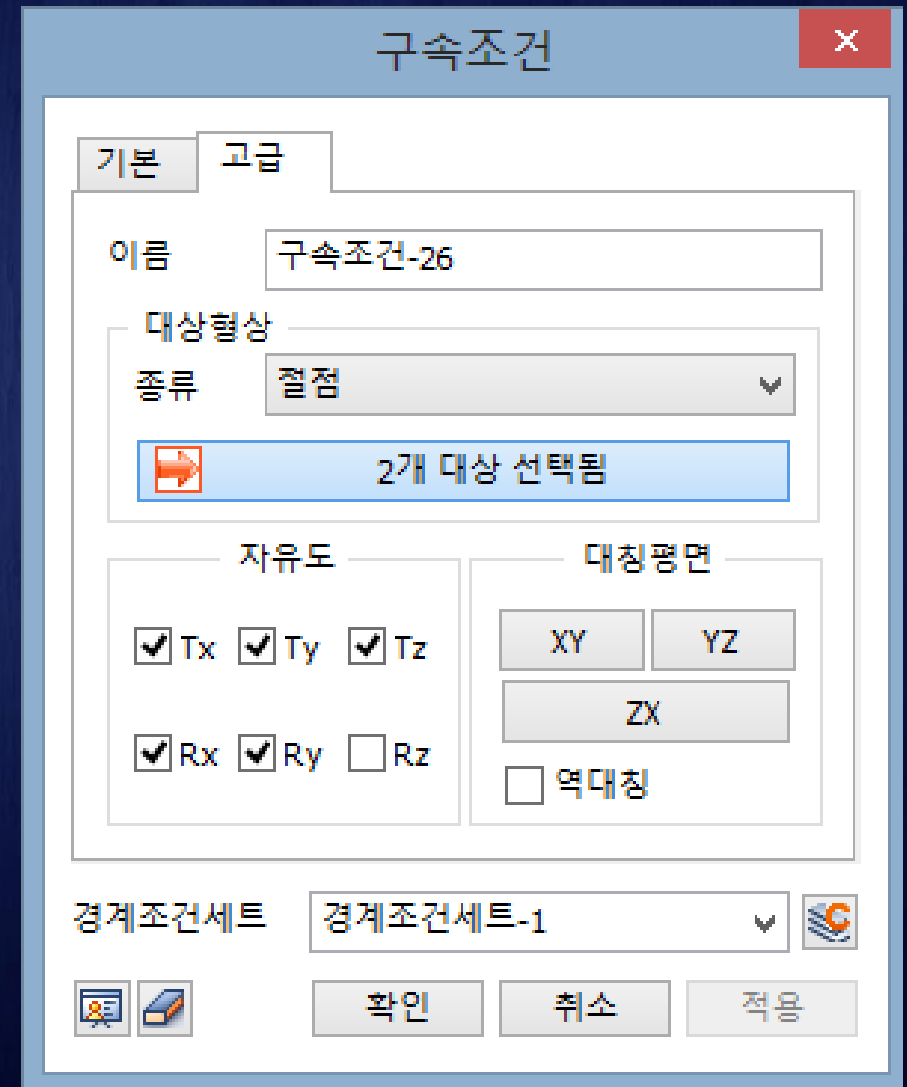 구속조건
기본 고급
이름 구속조건-26
대상형상
종류 절점
2개 대상 선택됨
자유도 대칭평면
Tx Ty Tz XY YZ
ZX
Rx Ry Rz
역대칭
경계조건세트 경계조건세트-1
확인 취소 적용